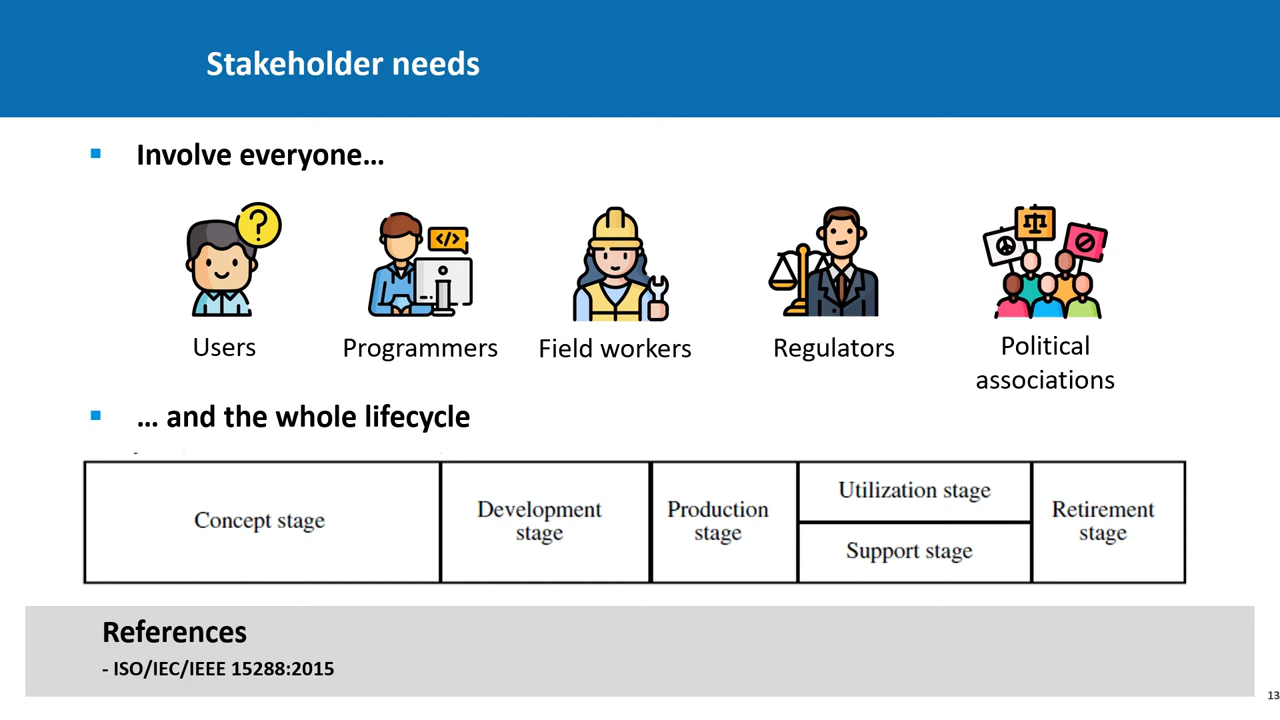 Stakeholder needs
Involve everyone…
?
</>
Users
Programmers
Field workers
Regulators
Political
associations
… and the whole lifecycle
Concept stage
Development
stage
Production
stage
Utilization stage
Support stage
Retirement
stage
References
- ISO/IEC/IEEE 15288:2015
13